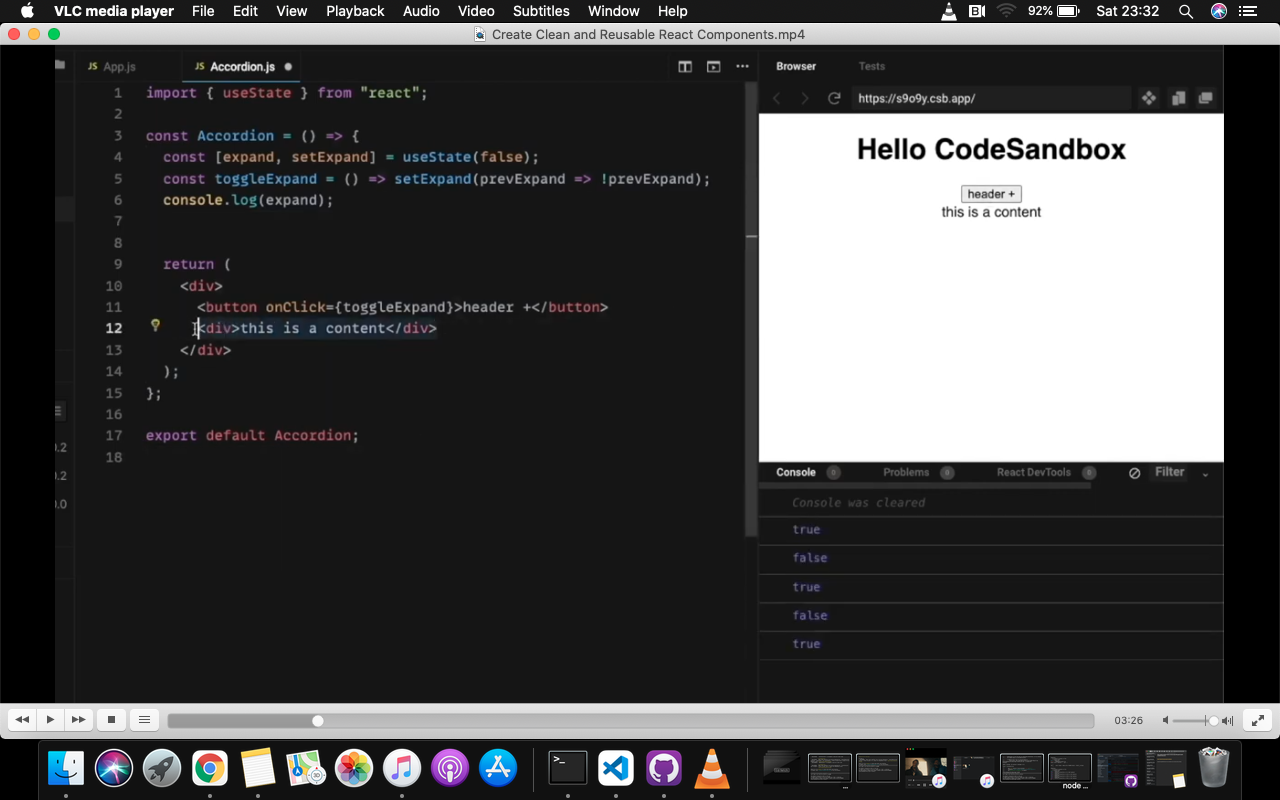 VLC media player File Edit View Playback Audio Video Subtitles Window Help 92% Sat 23:32
Create Clean and Reusable React Components.mp4
JS App.js JS Accordion.js
Browser Tests
https://s9o9y.csb.app/
1 import { useState } from "react";
2
3 const Accordion = () => {
4 const [expand, setExpand] = useState(false);
5 const toggleExpand = () => setExpand(prevExpand => !prevExpand);
6 console.log(expand);
7
8
9 return (
10 <div>
11 <button onClick={toggleExpand}>header +</button>
12 <div>this is a content</div>
13 </div>
14 );
15 };
16
17 export default Accordion;
18
.0.2
.0.2
.0.0
Hello CodeSandbox
header +
this is a content
Console Problems React DevTools Filter
Console was cleared
true
false
true
false
true
03:26
3D
>_
node ...